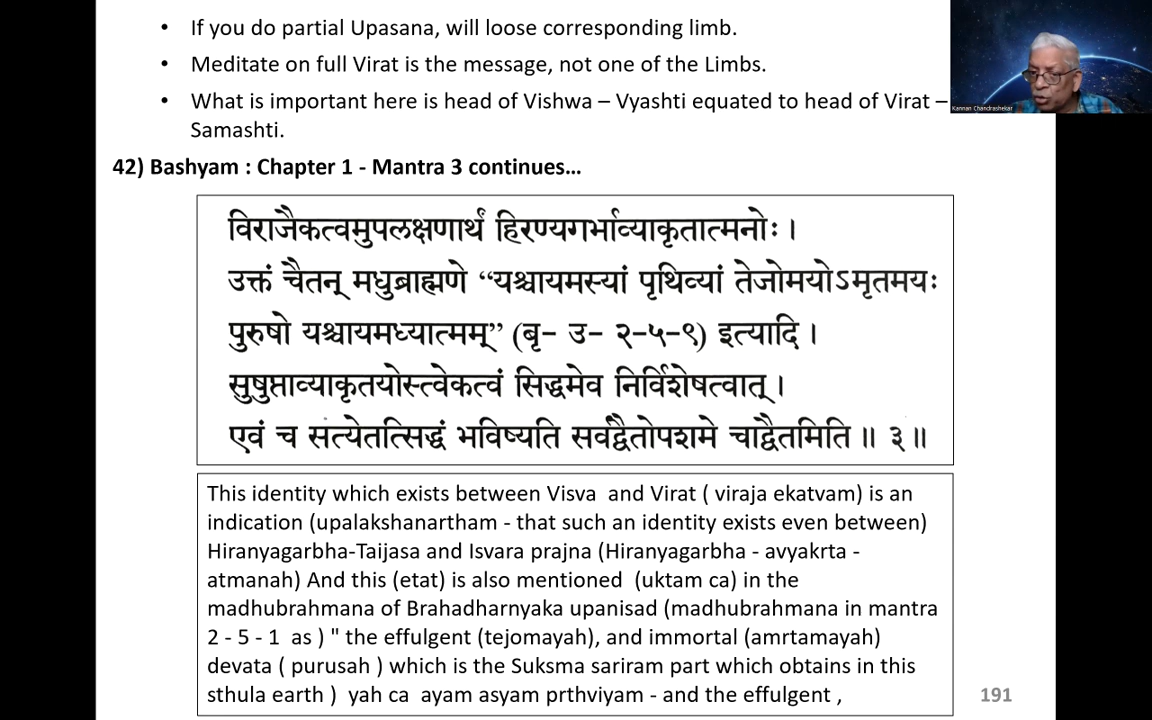 • If you do partial Upasana, will loose corresponding limb.
• Meditate on full Virat is the message, not one of the Limbs.
• What is important here is head of Vishwa – Vyashti equated to head of Virat –
Samashti.
Kannan Chandrashekar
42) Bashyam : Chapter 1 - Mantra 3 continues…
विराजैकत्वमुपलक्षणार्थं हिरण्यगर्भाव्याकृतात्मनोः ।
उक्तं चैतन् मधुब्राह्मणे “यश्चायमस्यां पृथिव्यां तेजोमयोऽमृतमयः
पुरुषो यश्चायमध्यात्मम्” (बृ– उ– २–५–९) इत्यादि ।
सुषुप्ताव्याकृतयोस्त्वेकत्वं सिद्धमेव निर्विशेषत्वात् ।
एवं च सत्येतत्सिद्धं भविष्यति सर्वद्वैतोपशमे चाद्वैतमिति ॥ ३ ॥
This identity which exists between Visva and Virat ( viraja ekatvam) is an
indication (upalakshanartham - that such an identity exists even between)
Hiranyagarbha-Taijasa and Isvara prajna (Hiranyagarbha - avyakrta -
atmanah) And this (etat) is also mentioned (uktam ca) in the
madhubrahmana of Brahadharnyaka upanisad (madhubrahmana in mantra
2 - 5 - 1 as ) " the effulgent (tejomayah), and immortal (amrtamayah)
devata ( purusah ) which is the Suksma sariram part which obtains in this
sthula earth ) yah ca ayam asyam prthviyam - and the effulgent ,
191